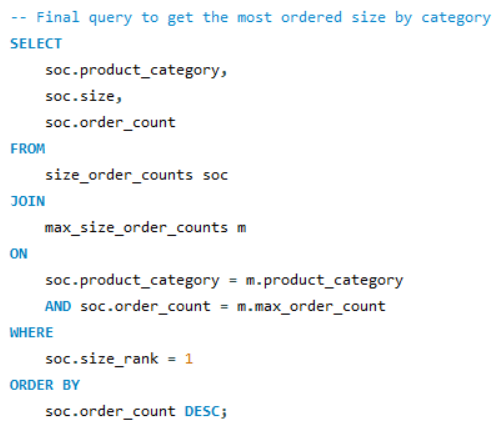 -- Final query to get the most ordered size by category
SELECT
    soc.product_category,
    soc.size,
    soc.order_count
FROM
    size_order_counts soc
JOIN
    max_size_order_counts m
ON
    soc.product_category = m.product_category
    AND soc.order_count = m.max_order_count
WHERE
    soc.size_rank = 1
ORDER BY
    soc.order_count DESC;